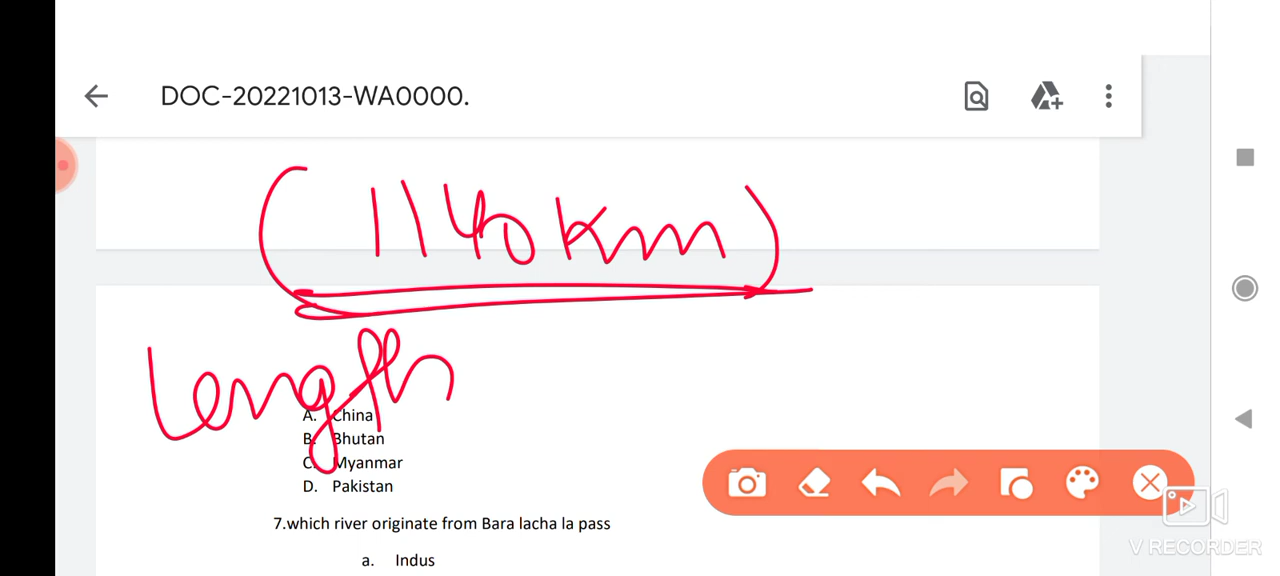 DOC-20221013-WA0000.
(1140 km)
Length
A. China
B. Bhutan
C. Myanmar
D. Pakistan
7.which river originate from Bara lacha la pass
a. Indus
V RECORDER